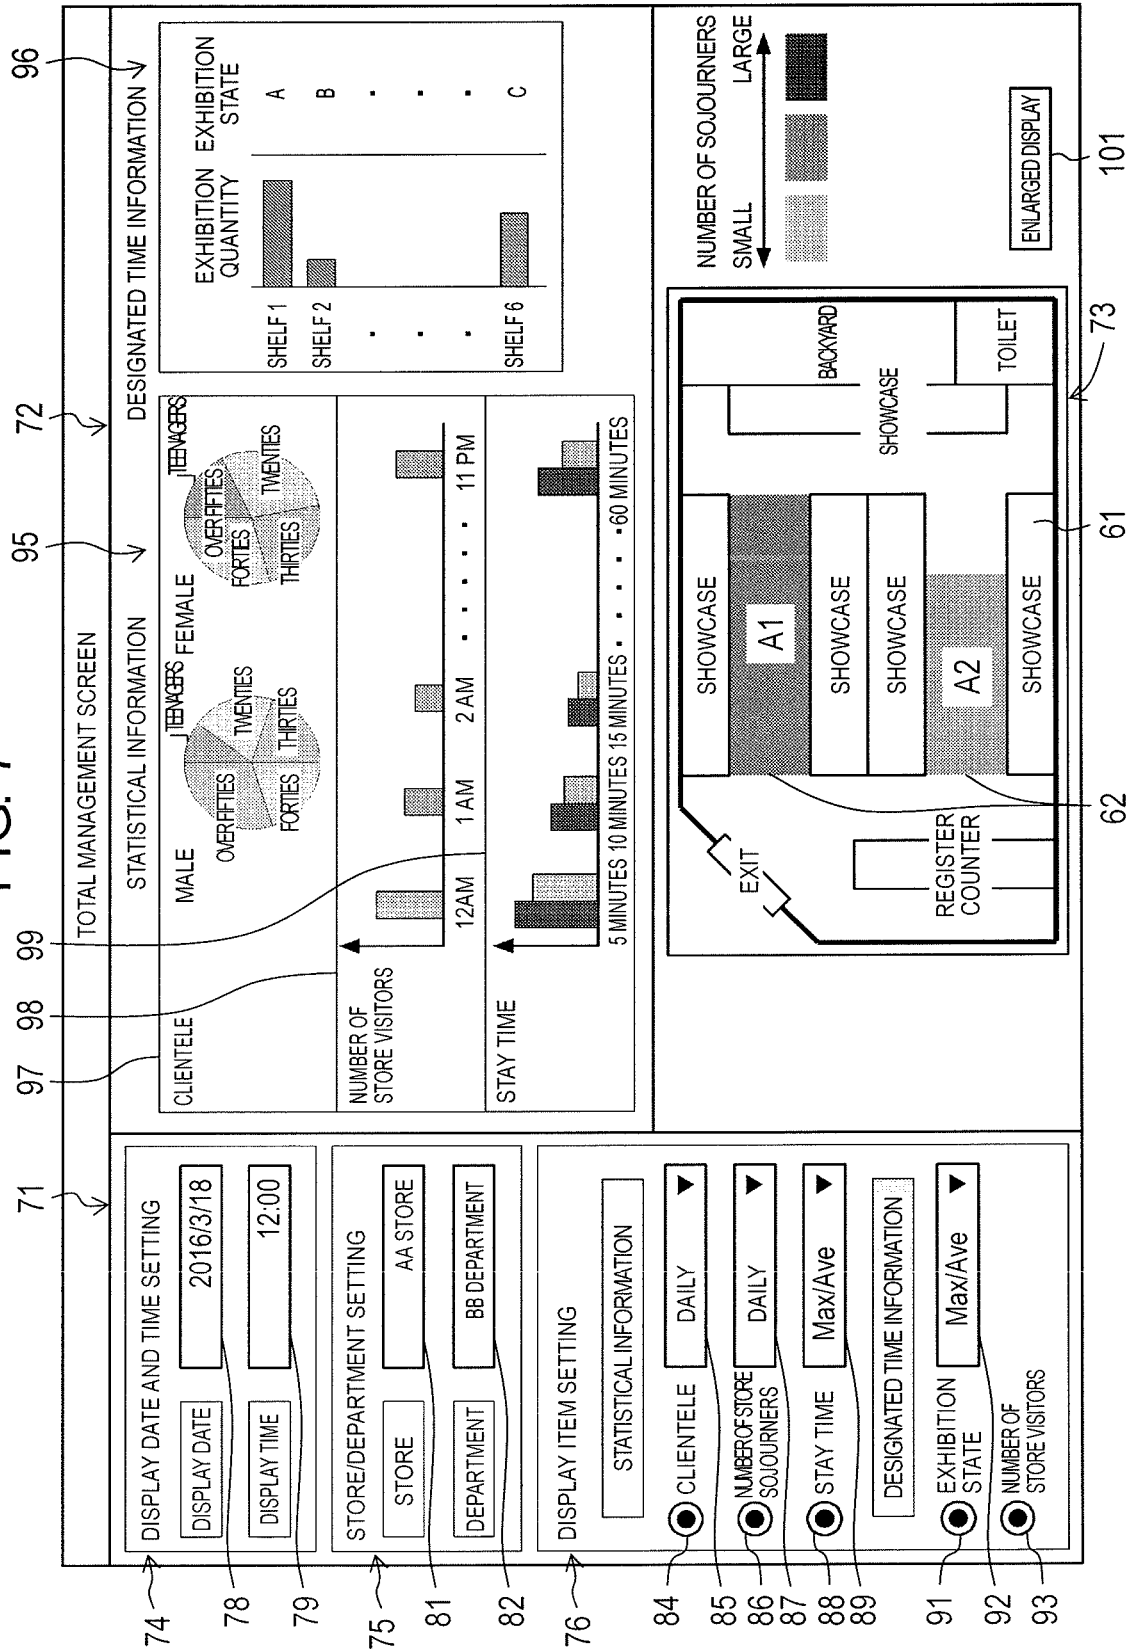 FIG. 7
TOTAL MANAGEMENT SCREEN
71
72
DISPLAY DATE AND TIME SETTING
74
DISPLAY DATE
2016/3/18
78
DISPLAY TIME
12:00
79
STORE/DEPARTMENT SETTING
75
STORE
AA STORE
81
DEPARTMENT
BB DEPARTMENT
82
DISPLAY ITEM SETTING
76
STATISTICAL INFORMATION
CLIENTELE
DAILY
84
85
NUMBER OF STORE
SOJOURNERS
DAILY
86
87
STAY TIME
Max/Ave
88
89
DESIGNATED TIME INFORMATION
EXHIBITION
STATE
Max/Ave
91
92
NUMBER OF
STORE VISITORS
93
STATISTICAL INFORMATION
95
97
98
99
CLIENTELE
MALE
TEENAGERS
TWENTIES
THIRTIES
FORTIES
OVER FIFTIES
FEMALE
TEENAGERS
TWENTIES
THIRTIES
FORTIES
OVER FIFTIES
NUMBER OF
STORE VISITORS
12AM 1 AM 2 AM 11 PM
STAY TIME
5 MINUTES 10 MINUTES 15 MINUTES 60 MINUTES
DESIGNATED TIME INFORMATION
96
EXHIBITION
QUANTITY
EXHIBITION
STATE
SHELF 1 A
SHELF 2 B
SHELF 6 C
EXIT
REGISTER
COUNTER
SHOWCASE
A1
SHOWCASE
SHOWCASE
A2
SHOWCASE
SHOWCASE
BACKYARD
TOILET
62
61
73
NUMBER OF SOJOURNERS
SMALL LARGE
ENLARGED DISPLAY
101